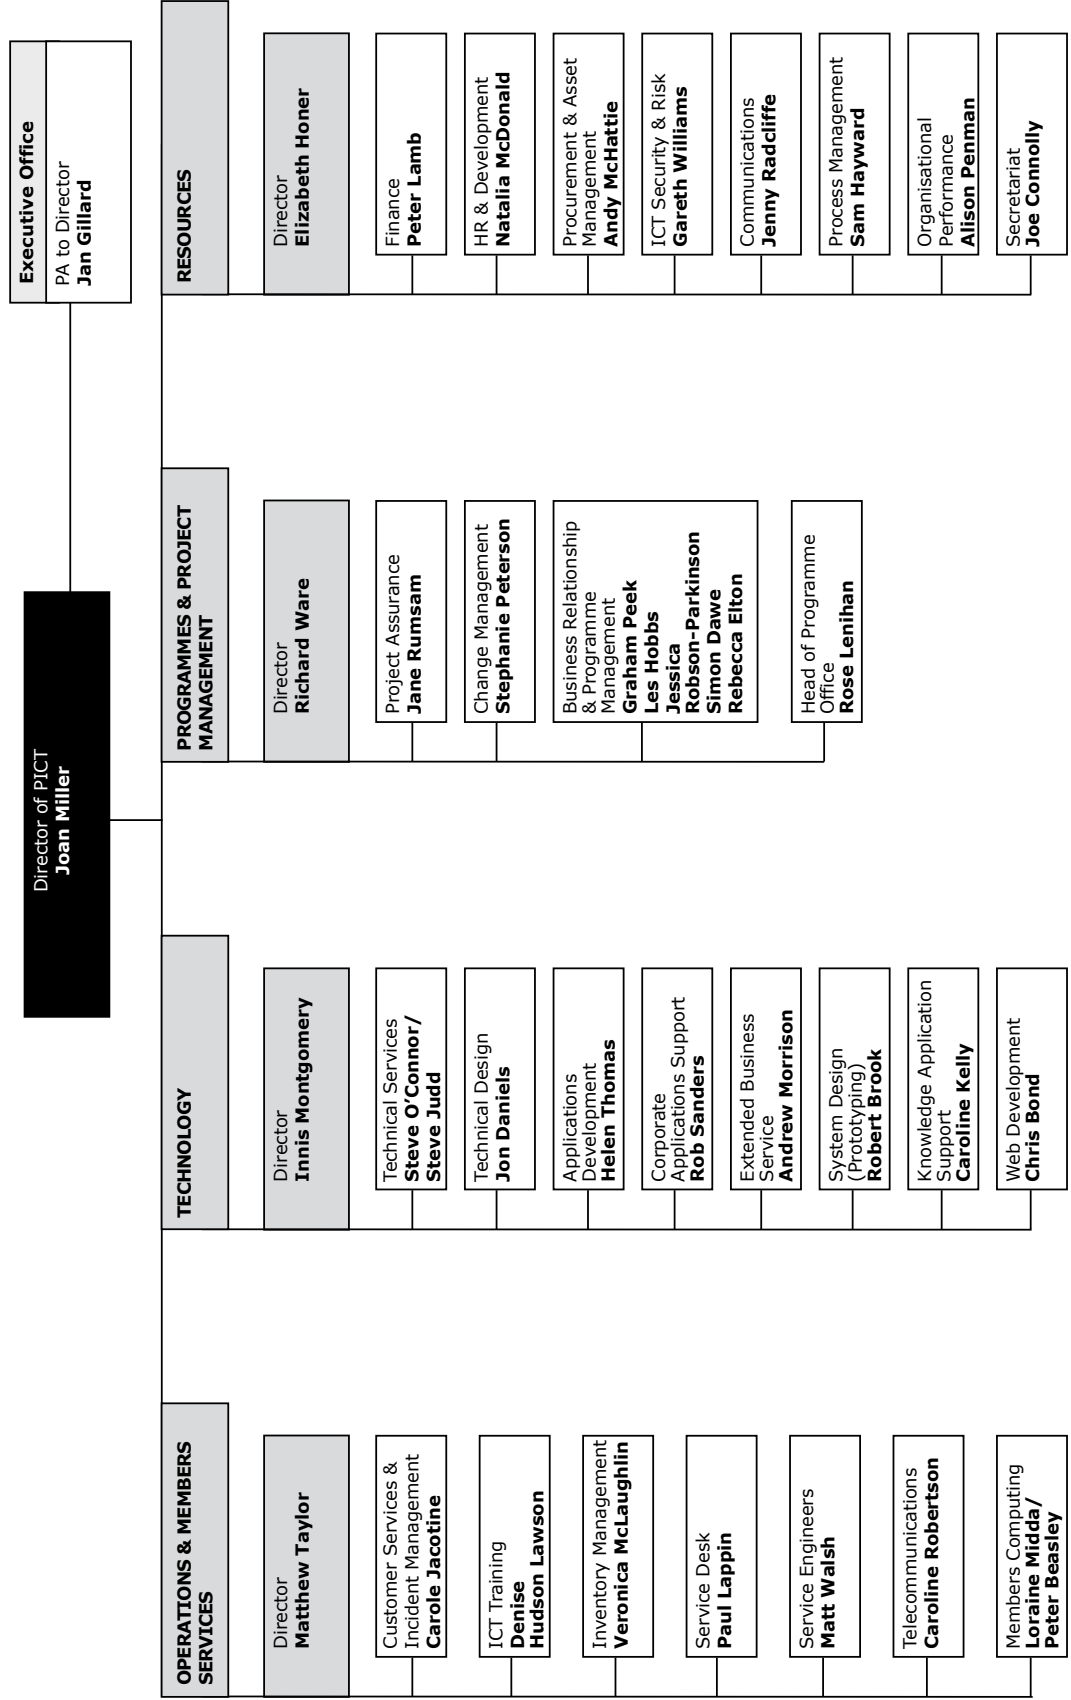 Director of PICT
Joan Miller
Executive Office
PA to Director
Jan Gillard
OPERATIONS & MEMBERS
SERVICES
Director
Matthew Taylor
Customer Services &
Incident Management
Carole Jacotine
ICT Training
Denise
Hudson Lawson
Inventory Management
Veronica McLaughlin
Service Desk
Paul Lappin
Service Engineers
Matt Walsh
Telecommunications
Caroline Robertson
Members Computing
Loraine Midda/
Peter Beasley
TECHNOLOGY
Director
Innis Montgomery
Technical Services
Steve O’Connor/
Steve Judd
Technical Design
Jon Daniels
Applications
Development
Helen Thomas
Corporate
Applications Support
Rob Sanders
Extended Business
Service
Andrew Morrison
System Design
(Prototyping)
Robert Brook
Knowledge Application
Support
Caroline Kelly
Web Development
Chris Bond
PROGRAMMES & PROJECT
MANAGEMENT
Director
Richard Ware
Project Assurance
Jane Rumsam
Change Management
Stephanie Peterson
Business Relationship
& Programme
Management
Graham Peek
Les Hobbs
Jessica
Robson-Parkinson
Simon Dawe
Rebecca Elton
Head of Programme
Office
Rose Lenihan
RESOURCES
Director
Elizabeth Honer
Finance
Peter Lamb
HR & Development
Natalia McDonald
Procurement & Asset
Management
Andy McHattie
ICT Security & Risk
Gareth Williams
Communications
Jenny Radcliffe
Process Management
Sam Hayward
Organisational
Performance
Alison Penman
Secretariat
Joe Connolly